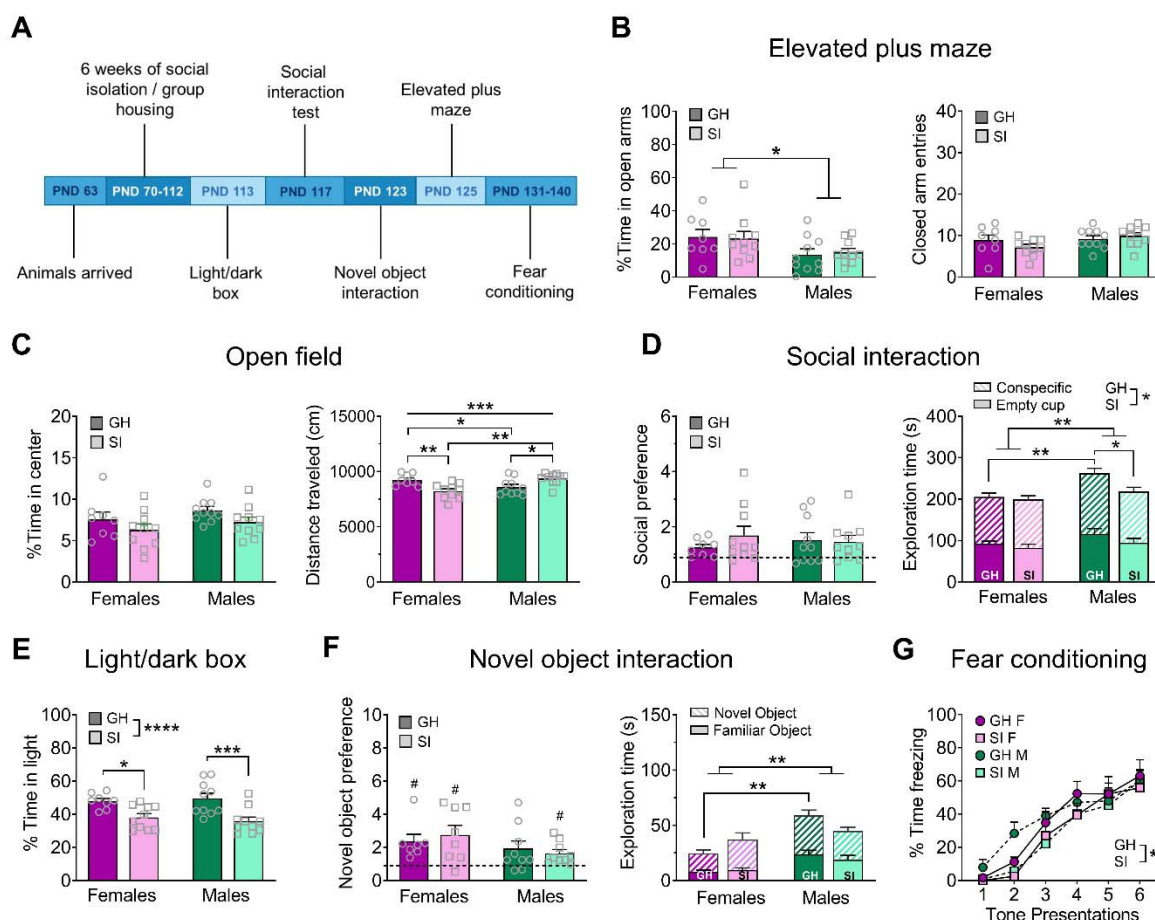 A
6 weeks of social
isolation / group
housing
Social
interaction
test
Elevated plus
maze
PND 63 PND 70-112 PND 113 PND 117 PND 123 PND 125 PND 131-140
Animals arrived
Light/dark
box
Novel object
interaction
Fear
conditioning
B
Elevated plus maze
%Time in open arms
100
80
60
40
20
0
GH
SI
*
Females Males
Closed arm entries
40
30
20
10
0
GH
SI
Females Males
C
Open field
%Time in center
20
15
10
5
0
GH
SI
Females Males
Distance traveled (cm)
15000
10000
5000
0
***
*
**
** *
Females Males
D
Social interaction
Social preference
6
4
2
0
GH
SI
Females Males
Conspecific
Empty cup
GH
SI
*
Exploration time (s)
400
300
200
100
0
**
** *
GH SI GH SI
Females Males
E
Light/dark box
% Time in light
100
80
60
40
20
0
GH
SI
****
* ***
Females Males
F
Novel object interaction
Novel object preference
10
8
6
4
2
0
GH
SI
# # #
Females Males
Novel Object
Familiar Object
Exploration time (s)
150
100
50
0
**
**
GH SI GH SI
Females Males
G
Fear conditioning
% Time freezing
100
80
60
40
20
0
GH F
SI F
GH M
SI M
GH
SI
*
1 2 3 4 5 6
Tone Presentations